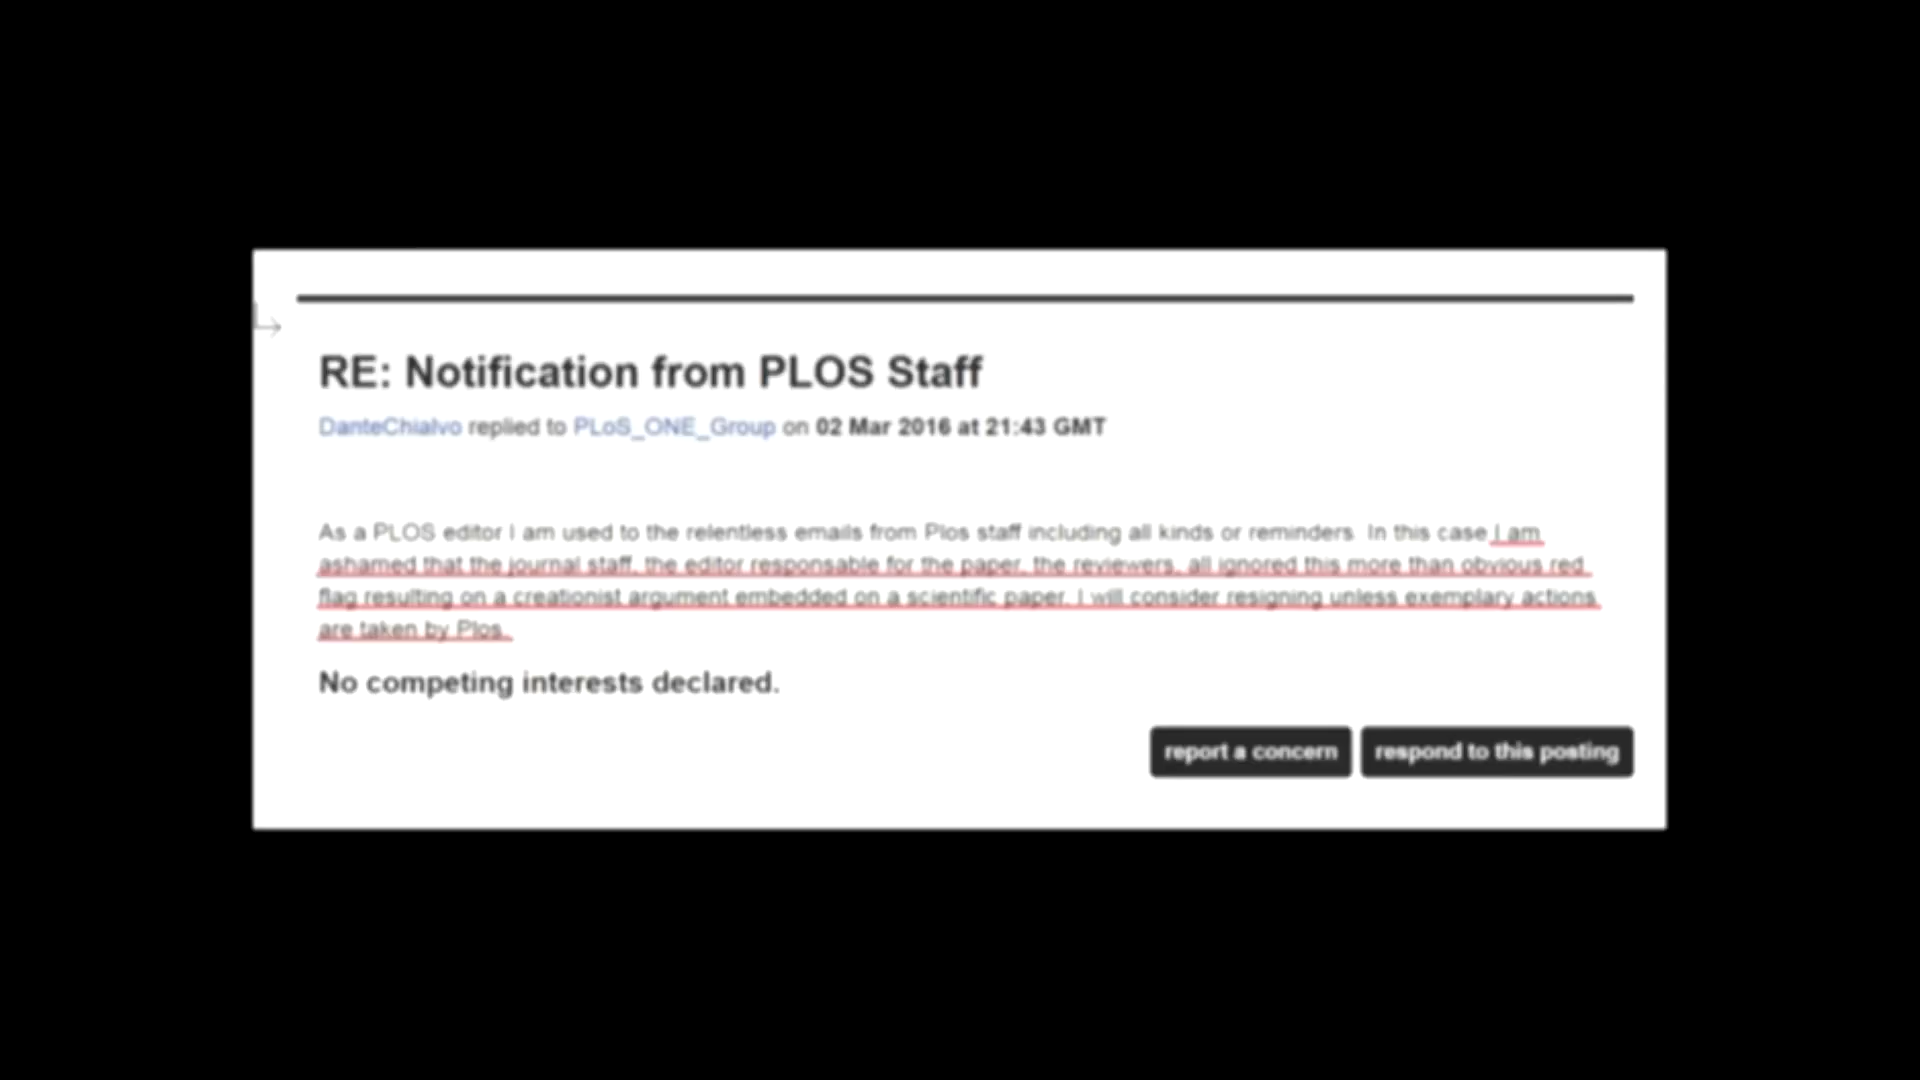 RE: Notification from PLOS Staff
DanteChialvo replied to PLoS_ONE_Group on 02 Mar 2016 at 21:43 GMT
As a PLOS editor I am used to the relentless emails from Plos staff including all kinds or reminders. In this case I am
ashamed that the journal staff, the editor responsable for the paper, the reviewers, all ignored this more than obvious red
flag resulting on a creationist argument embedded on a scientific paper. I will consider resigning unless exemplary actions
are taken by Plos.
No competing interests declared.
report a concern respond to this posting